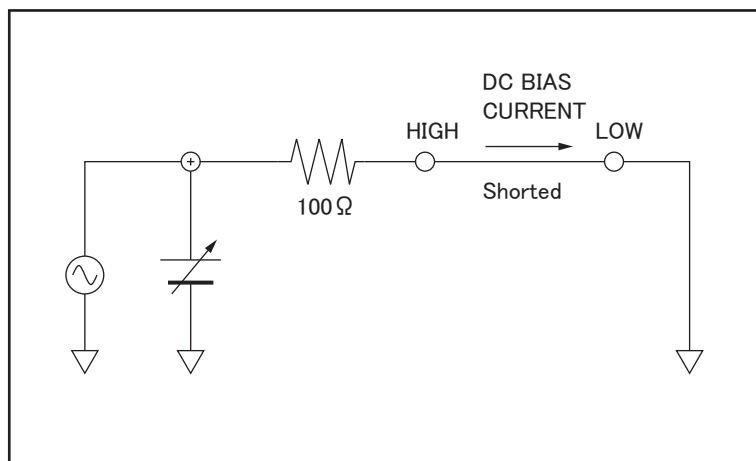 DC BIAS
CURRENT
HIGH
LOW
100Ω
Shorted